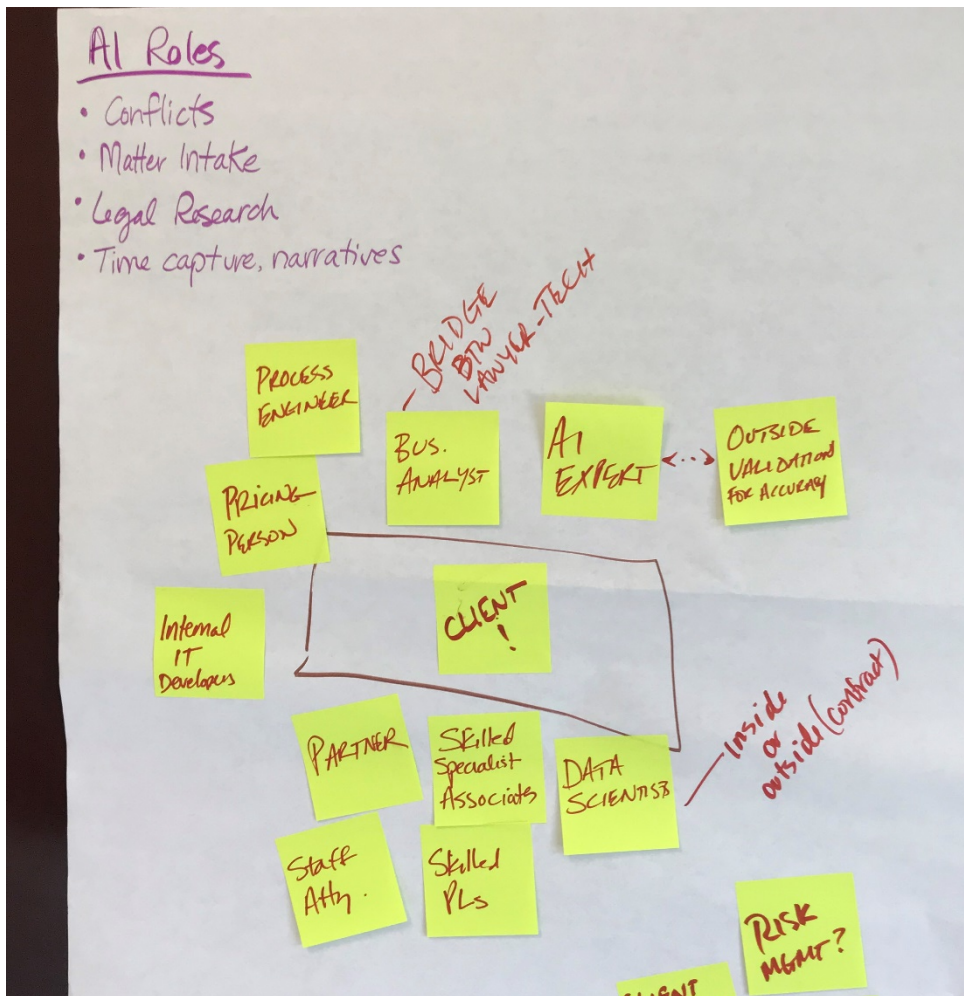 AI Roles
• Conflicts
• Matter Intake
• Legal Research
• Time capture, narratives
PROCESS
ENGINEER
- BRIDGE
BTW
LAWYER-TECH
BUS.
ANALYST
AI
EXPERT
OUTSIDE
VALIDATION
FOR ACCURACY
PRICING
PERSON
CLIENT
!
Internal
IT
Developers
PARTNER
Skilled
Specialist
Associates
DATA
SCIENTISTS
Inside
or
outside (contract)
Staff
Atty.
Skilled
PLs
RISK
MGMT?
CLIENT